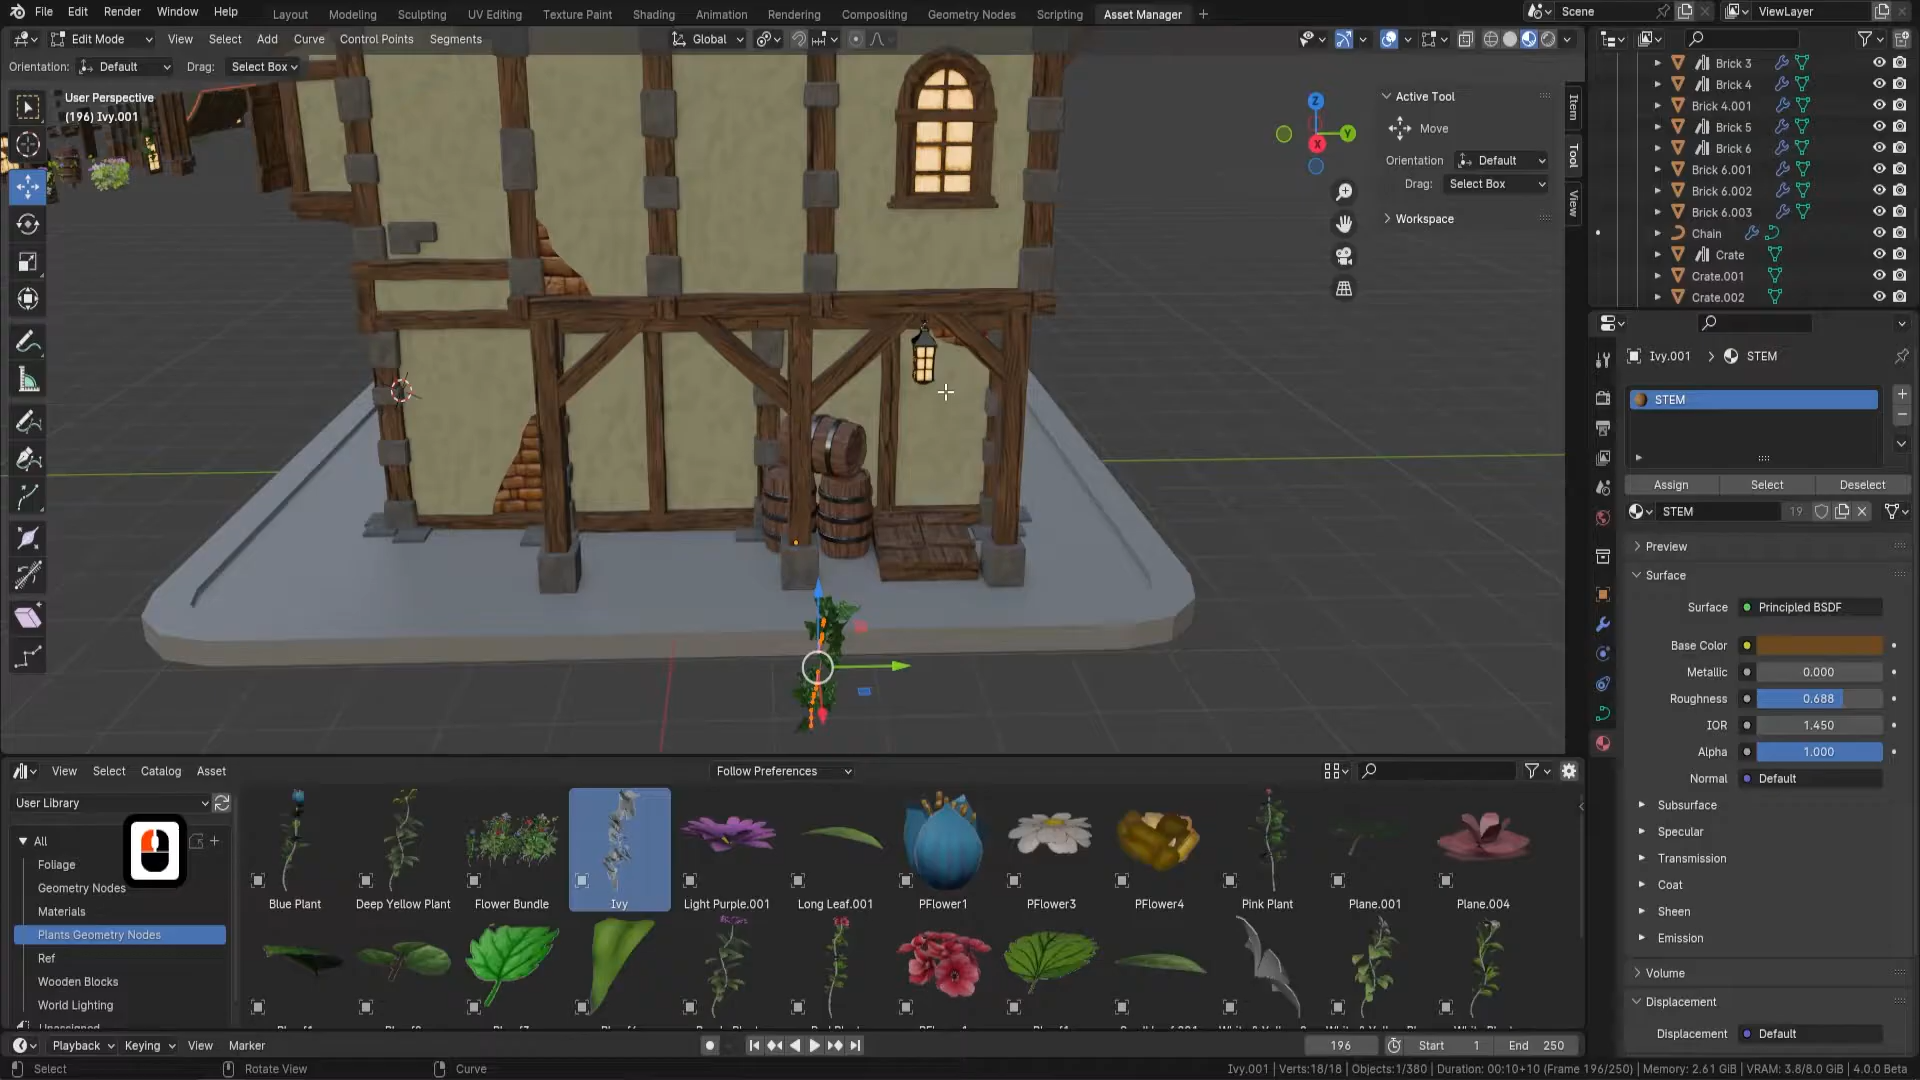 File Edit Render Window Help Layout Modeling Sculpting UV Editing Texture Paint Shading Animation Rendering Compositing Geometry Nodes Scripting Asset Manager + Scene ViewLayer
Edit Mode View Select Add Curve Control Points Segments Global
Orientation: Default Drag: Select Box
User Perspective
(196) Ivy.001
Z
Y
X
Active Tool
Move
Orientation Default
Drag: Select Box
Workspace
Item
Tool
View
Brick 3
Brick 4
Brick 4.001
Brick 5
Brick 6
Brick 6.001
Brick 6.002
Brick 6.003
Chain
Crate
Crate.001
Crate.002
Ivy.001 > STEM
STEM
Assign Select Deselect
STEM 19
Preview
Surface
Surface Principled BSDF
Base Color
Metallic 0.000
Roughness 0.688
IOR 1.450
Alpha 1.000
Normal Default
Subsurface
Specular
Transmission
Coat
Sheen
Emission
Volume
Displacement
Displacement Default
View Select Catalog Asset Follow Preferences
User Library
All
Foliage
Geometry Nodes
Materials
Plants Geometry Nodes
Ref
Wooden Blocks
World Lighting
Blue Plant Deep Yellow Plant Flower Bundle Ivy Light Purple.001 Long Leaf.001 PFlower1 PFlower3 PFlower4 Pink Plant Plane.001 Plane.004
Playback Keying View Marker 196 Start 1 End 250
Select Rotate View Curve Ivy.001 | Verts:18/18 | Objects:1/380 | Duration: 00:10+10 (Frame 196/250) | Memory: 2.61 GiB | VRAM: 3.8/8.0 GiB | 4.0.0 Beta